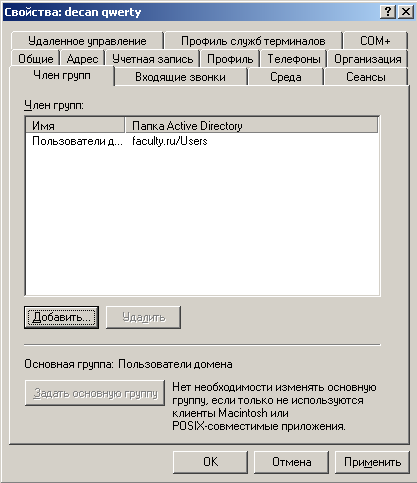 Свойства: decan qwerty
Удаленное управление Профиль служб терминалов COM+
Общие Адрес Учетная запись Профиль Телефоны Организация
Член групп Входящие звонки Среда Сеансы
Член групп:
Имя Папка Active Directory
Пользователи д... faculty.ru/Users
Добавить... Удалить
Основная группа: Пользователи домена
Задать основную группу
Нет необходимости изменять основную
группу, если только не используются
клиенты Macintosh или
POSIX-совместимые приложения.
OK Отмена Применить